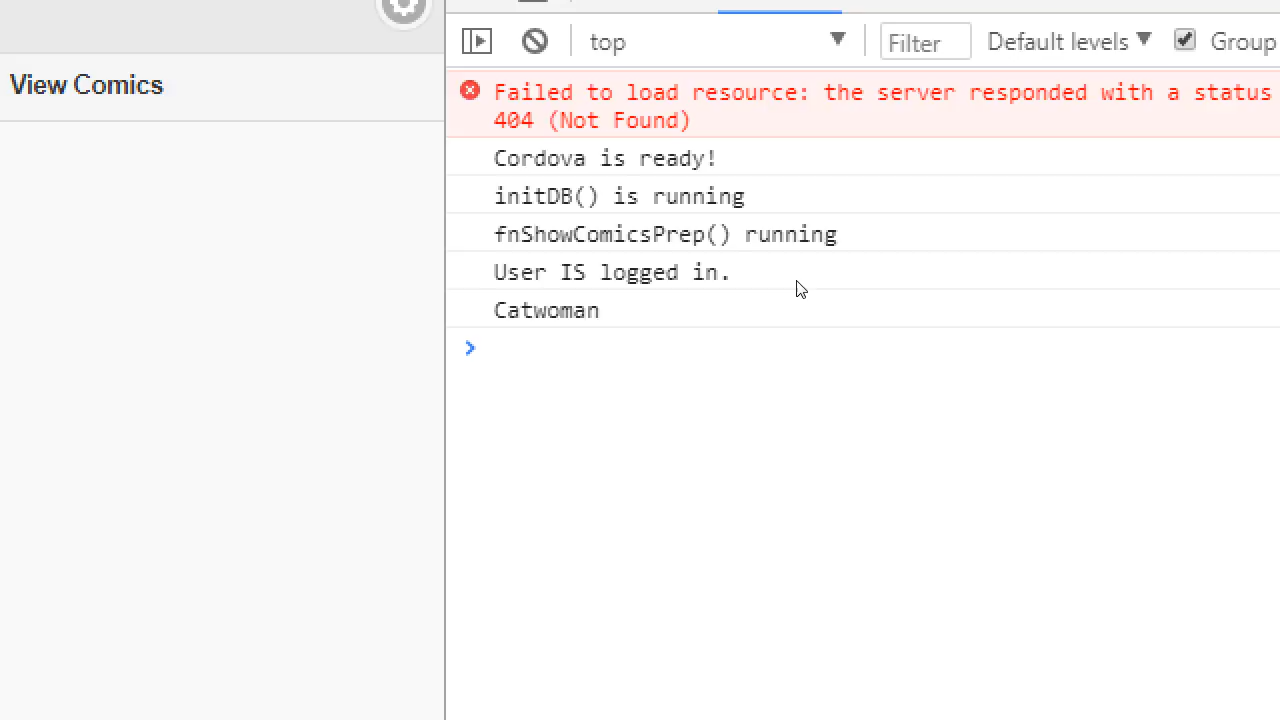 View Comics
top
Filter
Default levels
Group
Failed to load resource: the server responded with a status
404 (Not Found)
Cordova is ready!
initDB() is running
fnShowComicsPrep() running
User IS logged in.
Catwoman